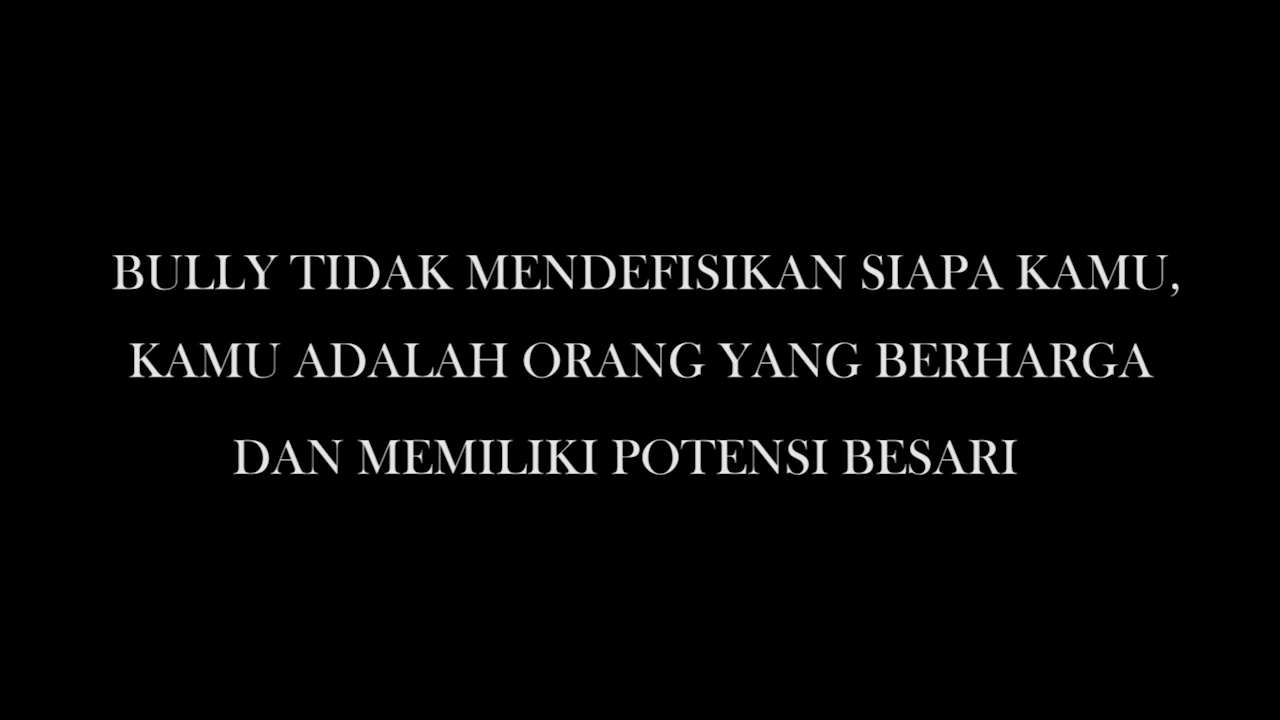 BULLY TIDAK MENDEFISIKAN SIAPA KAMU,
KAMU ADALAH ORANG YANG BERHARGA
DAN MEMILIKI POTENSI BESARI